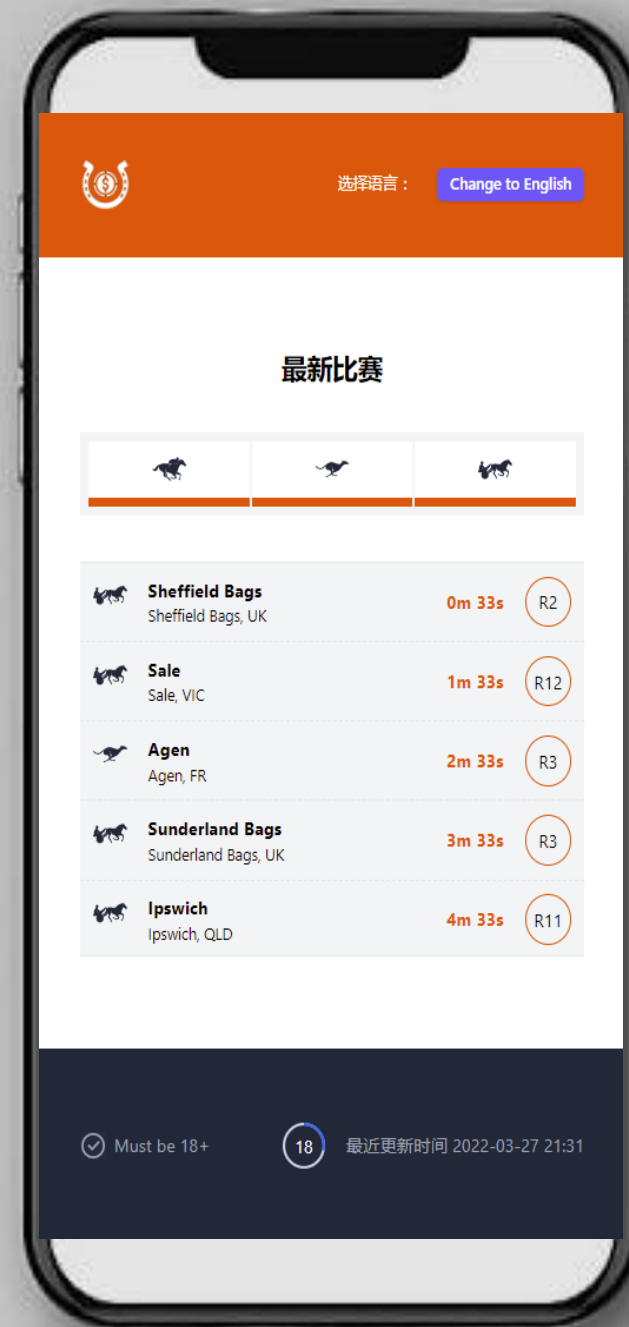 选择语言：
Change to English
最新比赛
Sheffield Bags
Sheffield Bags, UK
0m 33s
R2
Sale
Sale, VIC
1m 33s
R12
Agen
Agen, FR
2m 33s
R3
Sunderland Bags
Sunderland Bags, UK
3m 33s
R3
Ipswich
Ipswich, QLD
4m 33s
R11
Must be 18+
18
最近更新时间 2022-03-27 21:31